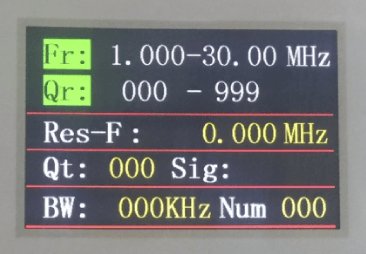 Fr: 1.000-30.00 MHz
Qr: 000 - 999
Res-F: 0.000 MHz
Qt: 000 Sig:
BW: 000KHz Num 000